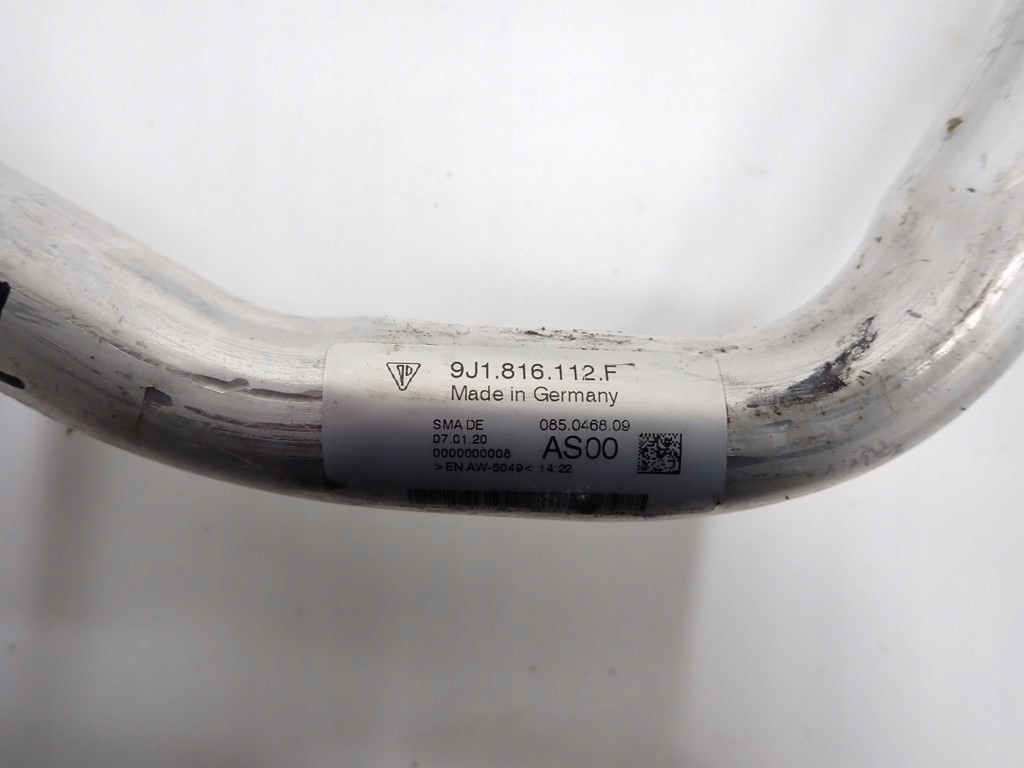 9J1.816.112.F
Made in Germany
SMA DE 085.0468.09
07.01.20
0000000008 AS00
>EN AW-5049< 14:22